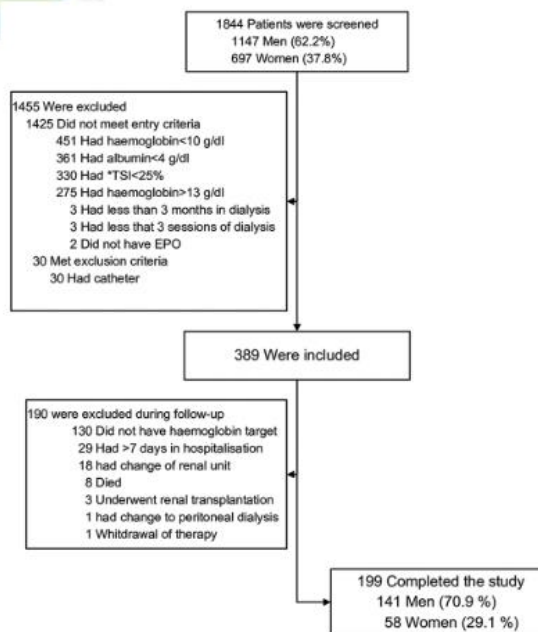 1844 Patients were screened
1147 Men (62.2%)
697 Women (37.8%)
1455 Were excluded
1425 Did not meet entry criteria
451 Had haemoglobin<10 g/dl
361 Had albumin<4 g/dl
330 Had *TSI<25%
275 Had haemoglobin>13 g/dl
3 Had less than 3 months in dialysis
3 Had less that 3 sessions of dialysis
2 Did not have EPO
30 Met exclusion criteria
30 Had catheter
389 Were included
190 were excluded during follow-up
130 Did not have haemoglobin target
29 Had >7 days in hospitalisation
18 had change of renal unit
8 Died
3 Underwent renal transplantation
1 had change to peritoneal dialysis
1 Whitdrawal of therapy
199 Completed the study
141 Men (70.9 %)
58 Women (29.1 %)